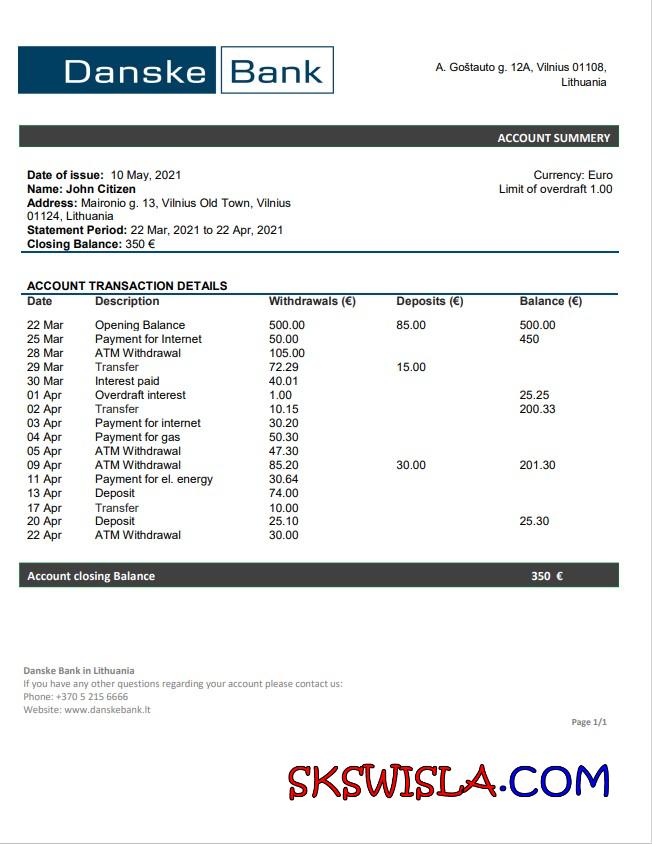 Danske Bank
A. Goštauto g. 12A, Vilnius 01108,
Lithuania
ACCOUNT SUMMERY
Date of issue: 10 May, 2021
Currency: Euro
Name: John Citizen
Limit of overdraft 1.00
Address: Maironio g. 13, Vilnius Old Town, Vilnius
01124, Lithuania
Statement Period: 22 Mar, 2021 to 22 Apr, 2021
Closing Balance: 350 €
ACCOUNT TRANSACTION DETAILS
Date Description Withdrawals (€) Deposits (€) Balance (€)
22 Mar Opening Balance 500.00 85.00 500.00
25 Mar Payment for Internet 50.00 450
28 Mar ATM Withdrawal 105.00
29 Mar Transfer 72.29 15.00
30 Mar Interest paid 40.01
01 Apr Overdraft interest 1.00 25.25
02 Apr Transfer 10.15 200.33
03 Apr Payment for internet 30.20
04 Apr Payment for gas 50.30
05 Apr ATM Withdrawal 47.30
09 Apr ATM Withdrawal 85.20 30.00 201.30
11 Apr Payment for el. energy 30.64
13 Apr Deposit 74.00
17 Apr Transfer 10.00
20 Apr Deposit 25.10 25.30
22 Apr ATM Withdrawal 30.00
Account closing Balance 350 €
Danske Bank in Lithuania
If you have any other questions regarding your account please contact us:
Phone: +370 5 215 6666
Website: www.danskebank.lt
Page 1/1
SKSWISLA.COM